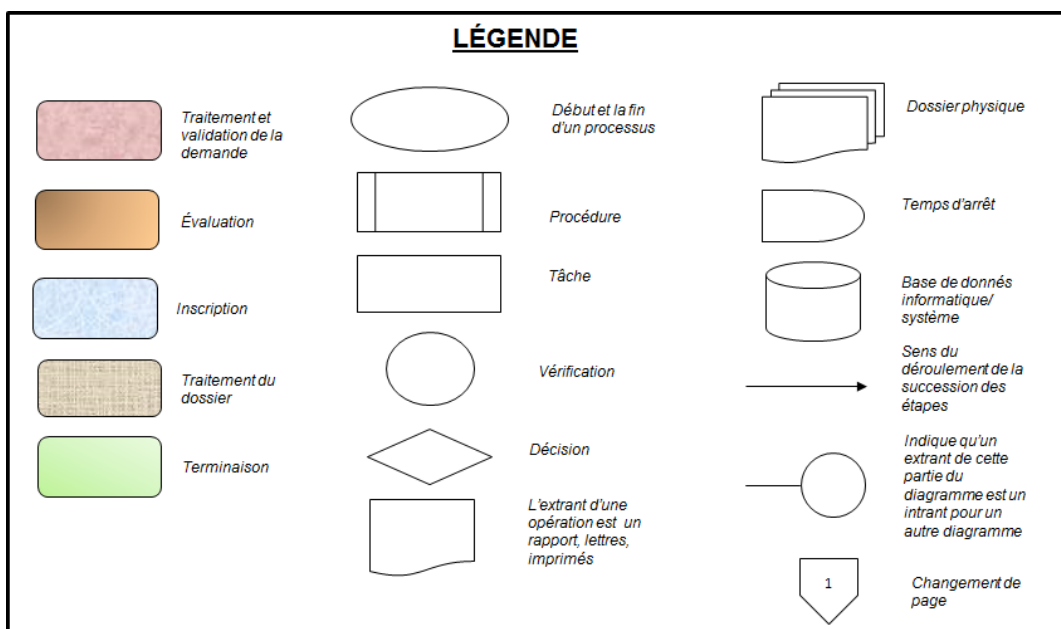 LÉGENDE
Traitement et
validation de la
demande
Évaluation
Inscription
Traitement du
dossier
Terminaison
Début et la fin
d'un processus
Procédure
Tâche
Vérification
Décision
L'extrant d'une
opération est un
rapport, lettres,
imprimés
Dossier physique
Temps d'arrêt
Base de donnés
informatique/
système
Sens du
déroulement de la
succession des
étapes
Indique qu'un
extrant de cette
partie du
diagramme est un
intrant pour un
autre diagramme
1
Changement de
page